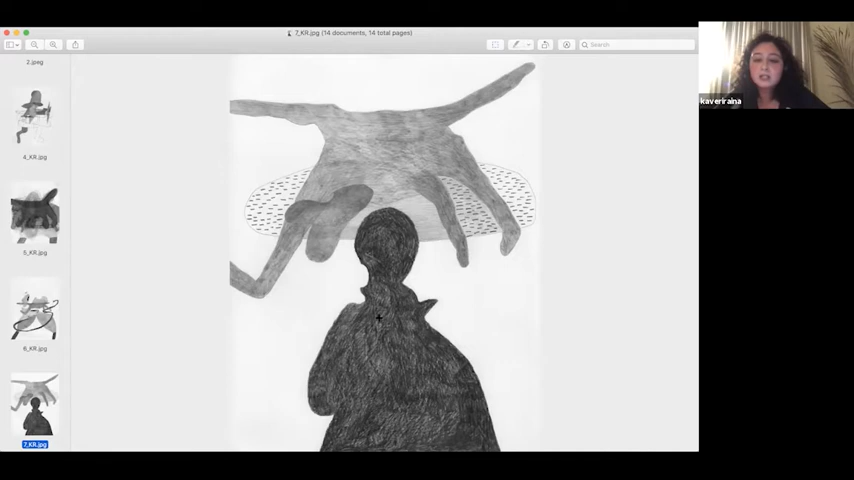 7_KR.jpg (14 documents, 14 total pages)
Search
2.jpeg
4_KR.jpg
5_KR.jpg
6_KR.jpg
7_KR.jpg
kaveriraina